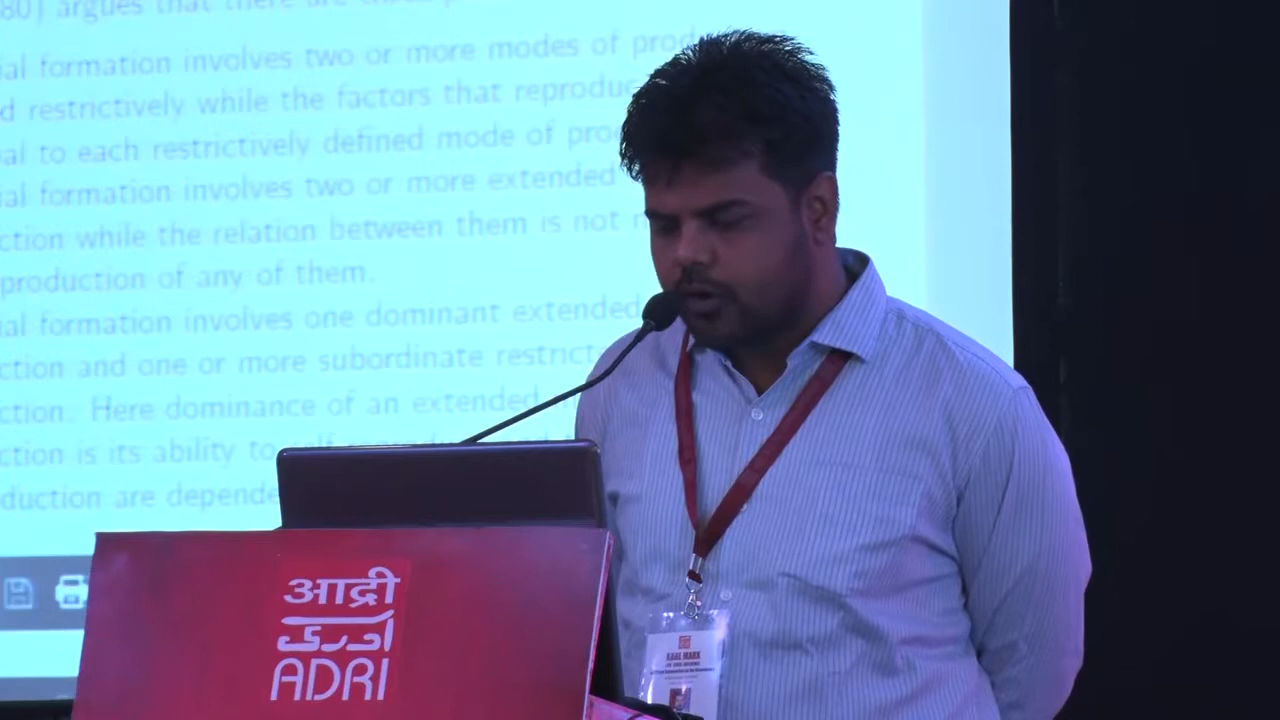 80) argues that there are
ial formation involves two or more modes of
d restrictively while the factors that reproduc
al to each restrictively defined mode of
ial formation involves two or more extended
ction while the relation between them is not
production of any of them.
ial formation involves one dominant extended
ction and one or more subordinate restrict
ction. Here dominance of an extended
ction is its ability to
duction are depende
आद्री
ADRI
KARL MARX